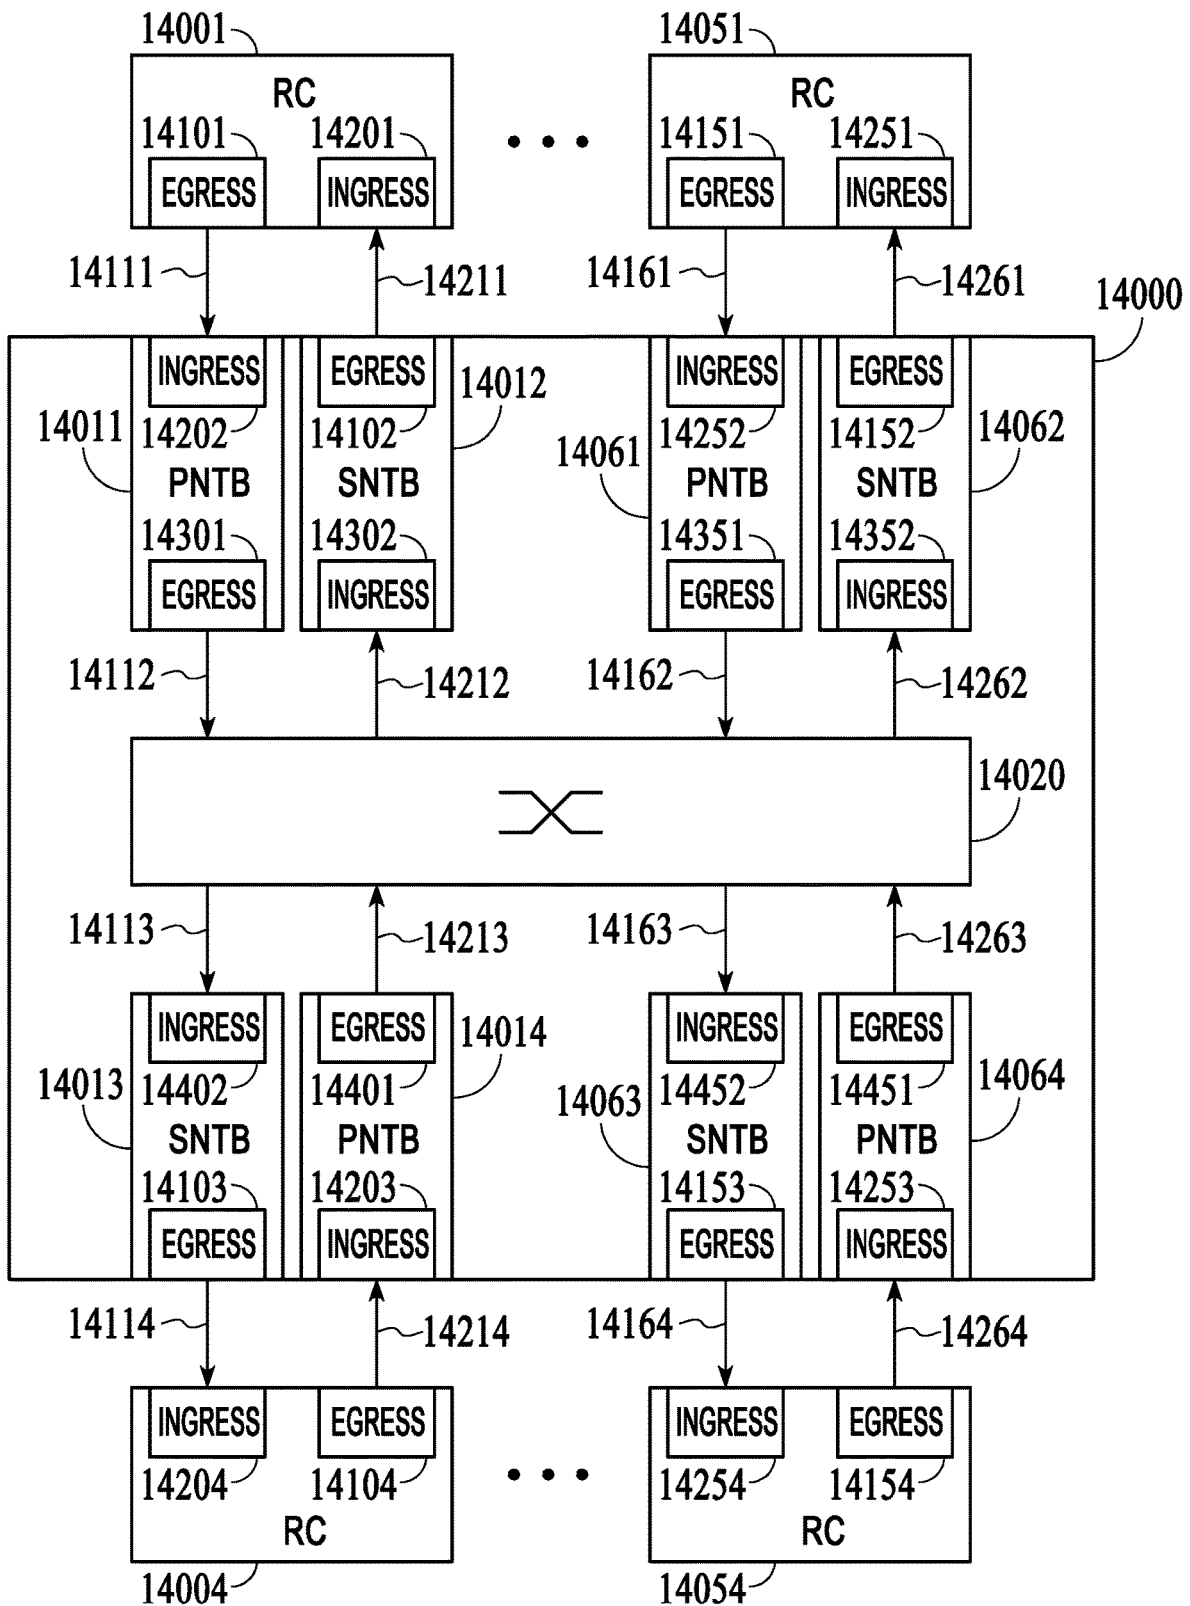 14001 14051
RC RC
14101 14201 14151 14251
EGRESS INGRESS EGRESS INGRESS
14111 14211 14161 14261
14000
INGRESS EGRESS INGRESS EGRESS
14011 14202 14102 14012 14061 14252 14152 14062
PNTB SNTB PNTB SNTB
14301 14302 14351 14352
EGRESS INGRESS EGRESS INGRESS
14112 14212 14162 14262
14020
14113 14213 14163 14263
INGRESS EGRESS INGRESS EGRESS
14013 14402 14401 14014 14063 14452 14451 14064
SNTB PNTB SNTB PNTB
14103 14203 14153 14253
EGRESS INGRESS EGRESS INGRESS
14114 14214 14164 14264
INGRESS EGRESS INGRESS EGRESS
14204 14104 14254 14154
RC RC
14004 14054